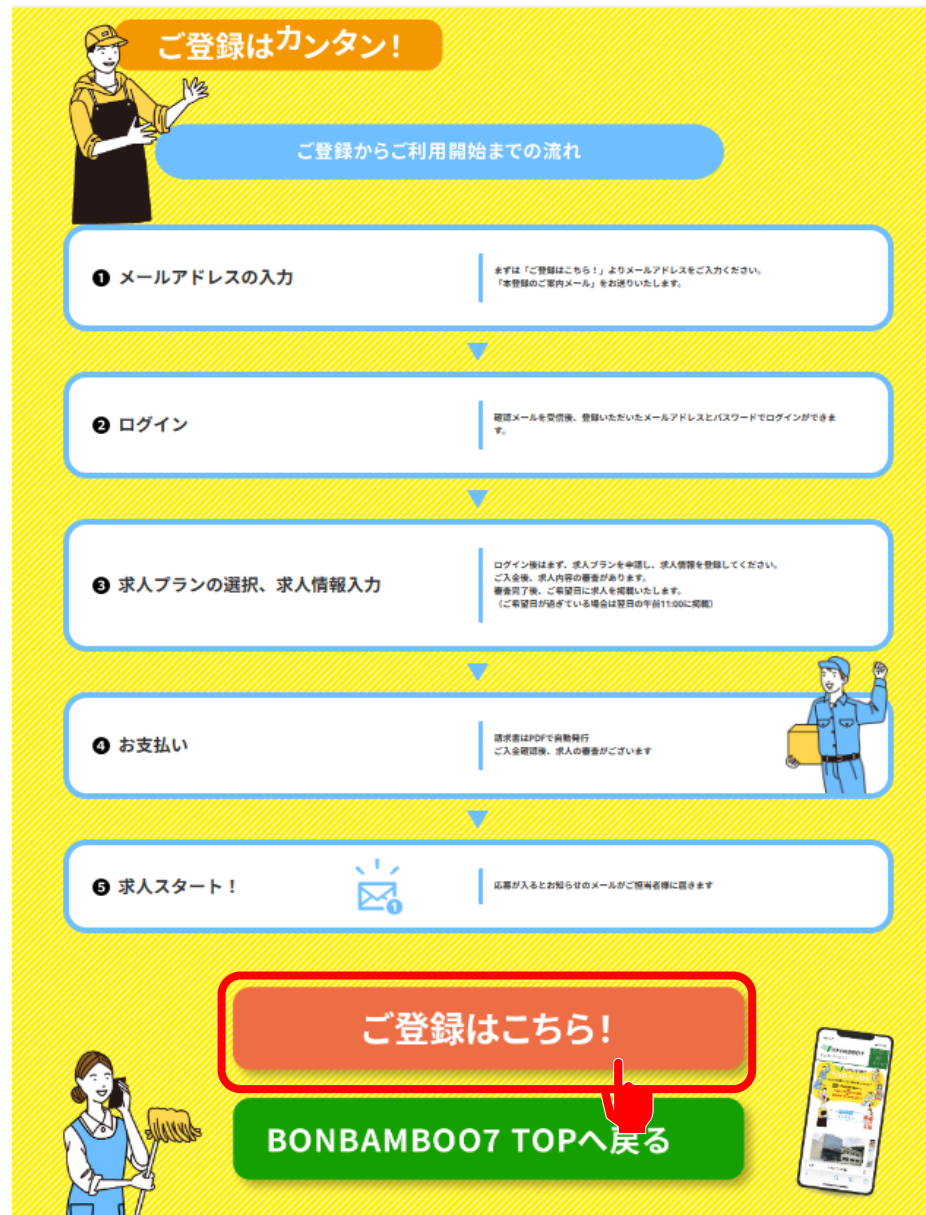 ご登録はカンタン！
ご登録からご利用開始までの流れ
❶ メールアドレスの入力
まずは「ご登録はこちら！」よりメールアドレスをご入力ください。
「本登録のご案内メール」をお送りいたします。
❷ ログイン
確認メールを受信後、登録いただいたメールアドレスとパスワードでログインができま
す。
❸ 求人プランの選択、求人情報入力
ログイン後はまず、求人プランを申請し、求人情報を登録してください。
ご入金後、求人内容の審査があります。
審査完了後、ご希望日に求人を掲載いたします。
（ご希望日が過ぎている場合は翌日の午前11:00に掲載）
❹ お支払い
請求書はPDFで自動発行
ご入金確認後、求人の審査がございます
❺ 求人スタート！
1
応募が入るとお知らせのメールがご担当者様に届きます
ご登録はこちら！
BONBAMBOO7 TOPへ戻る